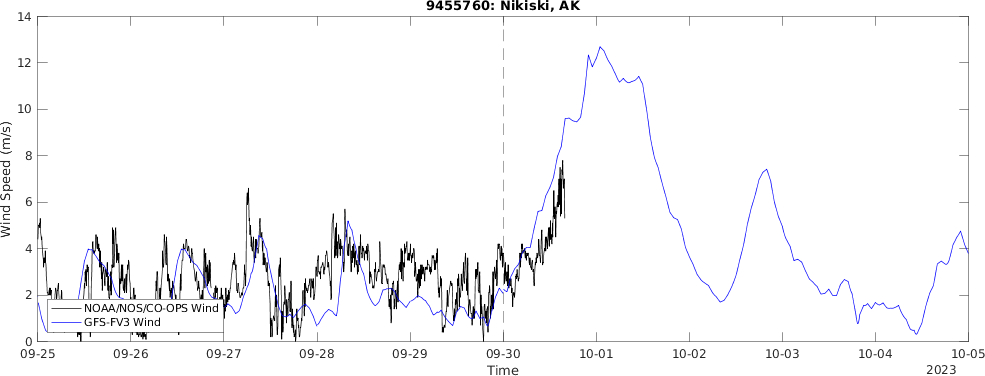 9455760: Nikiski, AK
Wind Speed (m/s)
14
12
10
8
6
4
2
0
NOAA/NOS/CO-OPS Wind
GFS-FV3 Wind
09-25 09-26 09-27 09-28 09-29 09-30 10-01 10-02 10-03 10-04 10-05
Time
2023